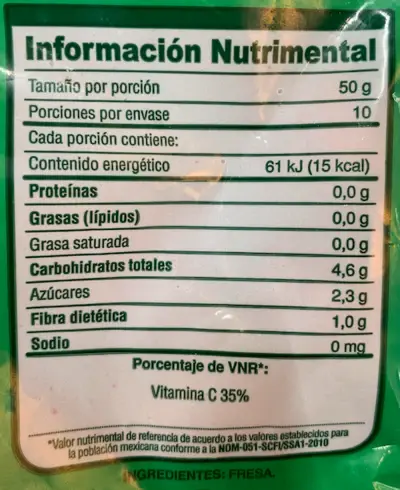 Información Nutrimental
Tamaño por porción 50 g
Porciones por envase 10
Cada porción contiene:
Contenido energético 61 kJ (15 kcal)
Proteínas 0,0 g
Grasas (lípidos) 0,0 g
Grasa saturada 0,0 g
Carbohidratos totales 4,6 g
Azúcares 2,3 g
Fibra dietética 1,0 g
Sodio 0 mg
Porcentaje de VNR*:
Vitamina C 35%
*Valor nutrimental de referencia de acuerdo a los valores establecidos para
la población mexicana conforme a la NOM-051-SCFI/SSA1-2010
INGREDIENTES: FRESA.